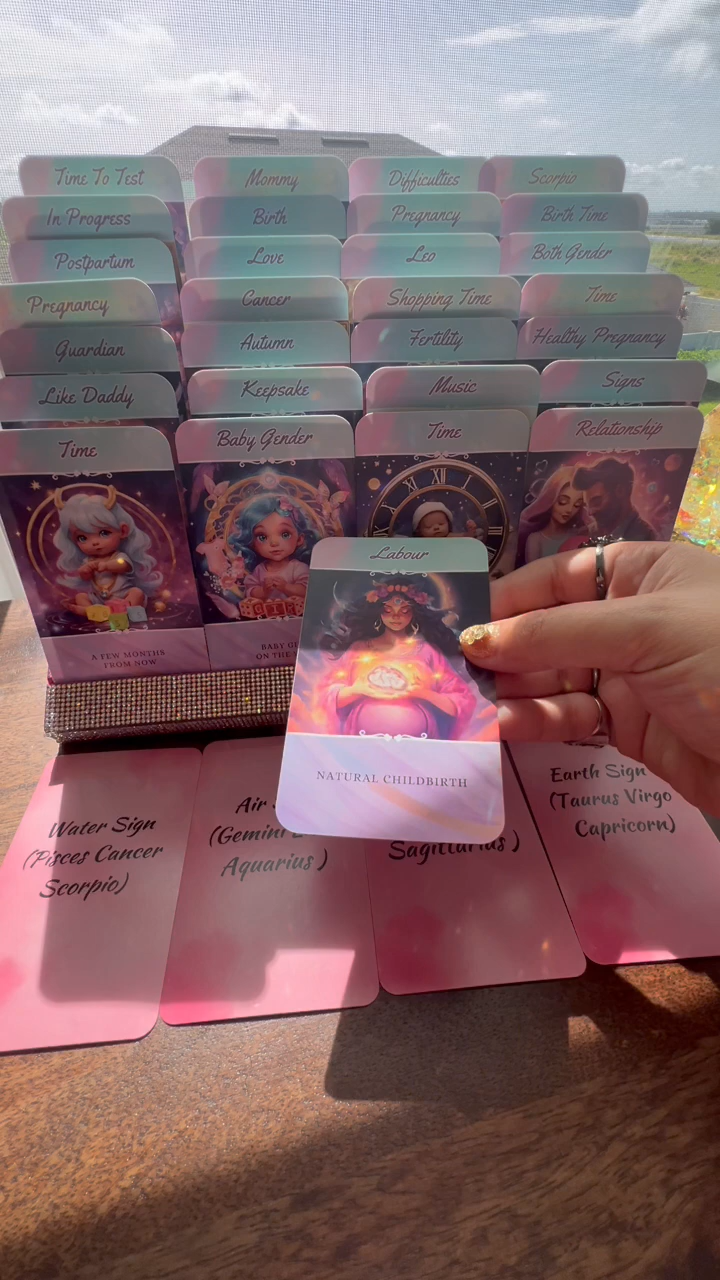 Time To Test
Mommy
Difficulties
Scorpio
In Progress
Birth
Pregnancy
Birth Time
Postpartum
Love
Leo
Both Gender
Pregnancy
Cancer
Shopping Time
Time
Guardian
Autumn
Fertility
Healthy Pregnancy
Like Daddy
Keepsake
Music
Signs
Time
Baby Gender
Time
Relationship
A FEW MONTHS
FROM NOW
BABY
ON THE
Labour
NATURAL CHILDBIRTH
Water Sign
(Pisces Cancer
Scorpio)
Air
(Gemini
Aquarius)
Sagittarius)
Earth Sign
(Taurus Virgo
Capricorn)